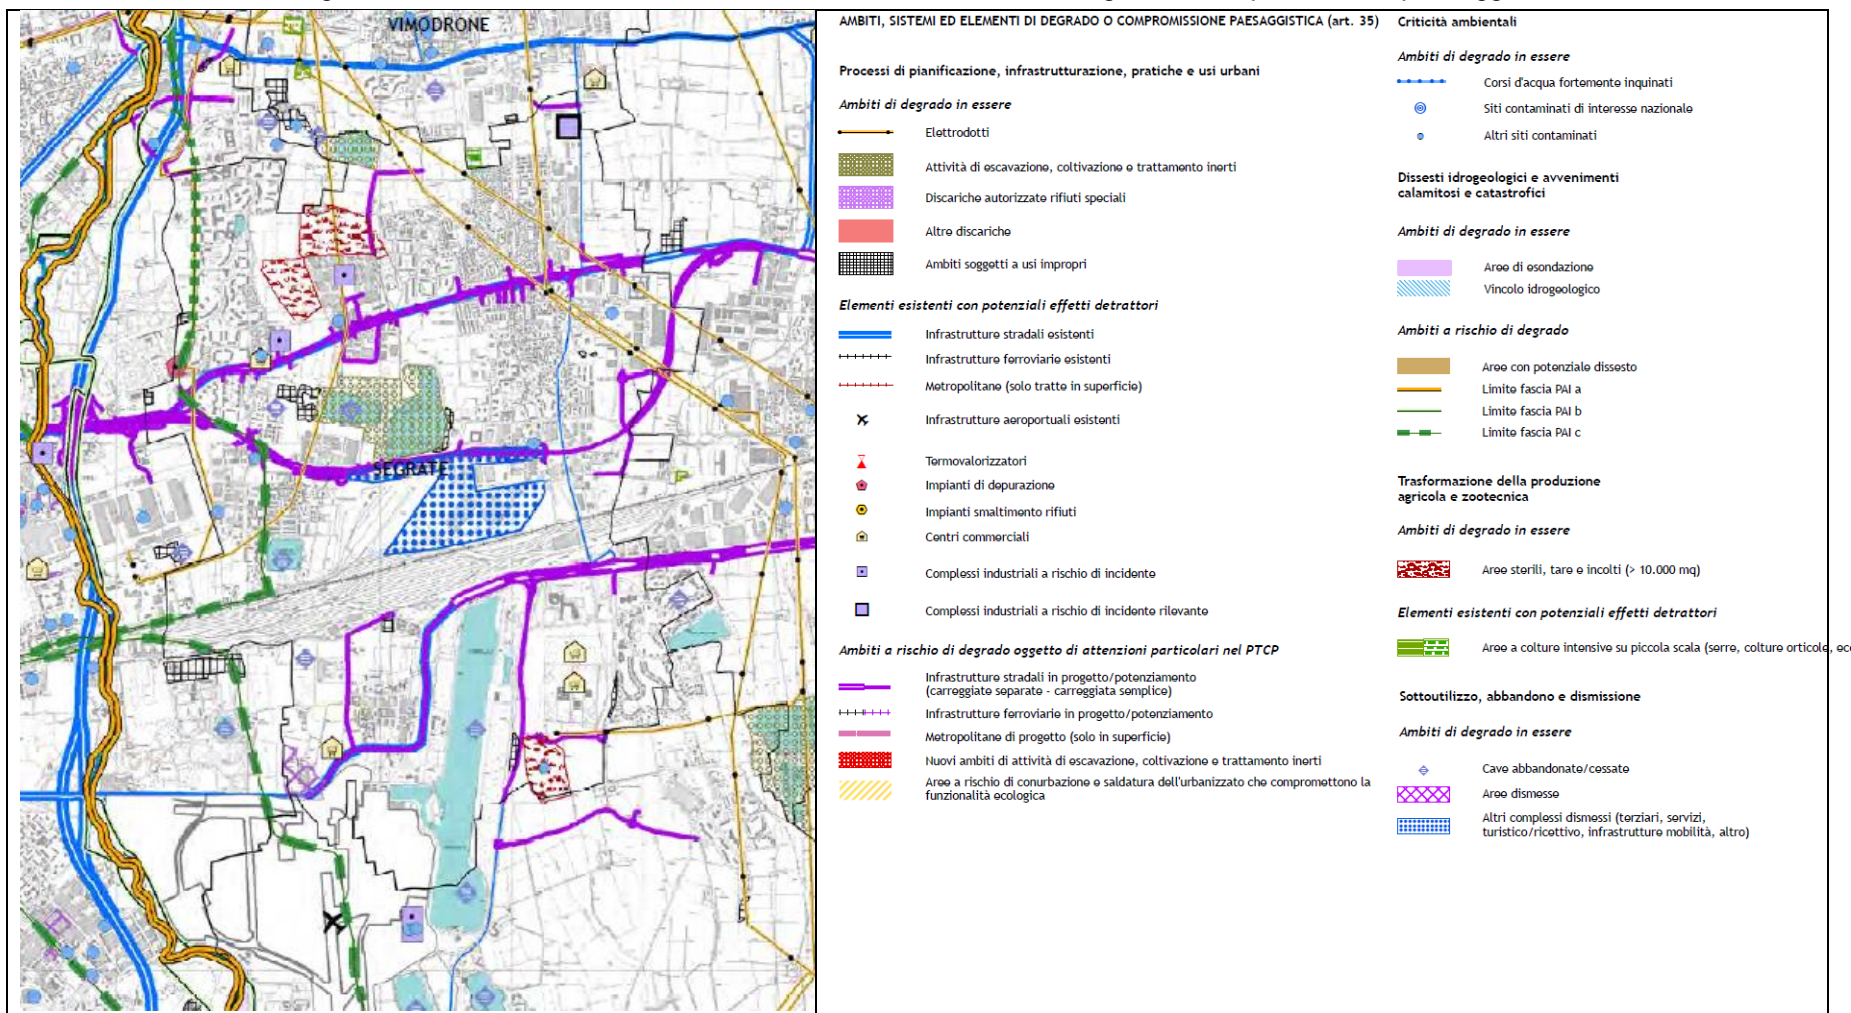 VIMODRONE
SEGRATE
AMBITI, SISTEMI ED ELEMENTI DI DEGRADO O COMPROMISSIONE PAESAGGISTICA (art. 35)
Processi di pianificazione, infrastrutturazione, pratiche e usi urbani
Ambiti di degrado in essere
Elettrodotti
Attività di escavazione, coltivazione e trattamento inerti
Discariche autorizzate rifiuti speciali
Altre discariche
Ambiti soggetti a usi impropri
Elementi esistenti con potenziali effetti detrattori
Infrastrutture stradali esistenti
Infrastrutture ferroviarie esistenti
Metropolitane (solo tratte in superficie)
Infrastrutture aeroportuali esistenti
Termovalorizzatori
Impianti di depurazione
Impianti smaltimento rifiuti
Centri commerciali
Complessi industriali a rischio di incidente
Complessi industriali a rischio di incidente rilevante
Ambiti a rischio di degrado oggetto di attenzioni particolari nel PTCP
Infrastrutture stradali in progetto/potenziamento
(carreggiate separate - carreggiata semplice)
Infrastrutture ferroviarie in progetto/potenziamento
Metropolitane di progetto (solo in superficie)
Nuovi ambiti di attività di escavazione, coltivazione e trattamento inerti
Aree a rischio di conurbazione e saldatura dell'urbanizzato che compromettono la
funzionalità ecologica
Criticità ambientali
Ambiti di degrado in essere
Corsi d'acqua fortemente inquinati
Siti contaminati di interesse nazionale
Altri siti contaminati
Dissesti idrogeologici e avvenimenti
calamitosi e catastrofici
Ambiti di degrado in essere
Aree di esondazione
Vincolo idrogeologico
Ambiti a rischio di degrado
Aree con potenziale dissesto
Limite fascia PAI a
Limite fascia PAI b
Limite fascia PAI c
Trasformazione della produzione
agricola e zootecnica
Ambiti di degrado in essere
Aree sterili, tare e incolti (> 10.000 mq)
Elementi esistenti con potenziali effetti detrattori
Aree a colture intensive su piccola scala (serre, colture orticole, ec
Sottoutilizzo, abbandono e dismissione
Ambiti di degrado in essere
Cave abbandonate/cessate
Aree dismesse
Altri complessi dismessi (terziari, servizi,
turistico/ricettivo, infrastrutture mobilità, altro)